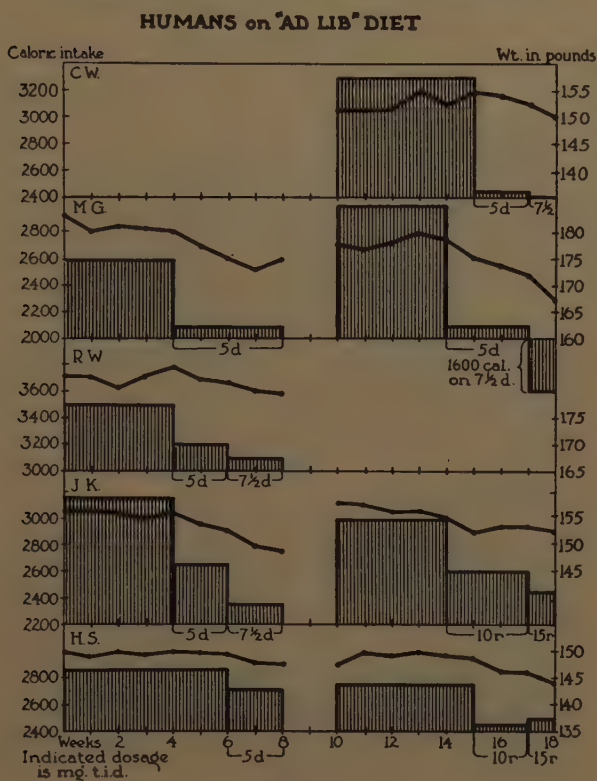 HUMANS on "AD LIB" DIET
Caloric intake
Wt. in pounds
C W.
3200
3000
2800
2600
2400
155
150
145
140
5d
7½
M G.
2800
2600
2400
2200
2000
180
175
170
165
160
5d
5d
1600 cal.
on 7½d.
R W.
3600
3400
3200
3000
175
170
165
5d
7½d
J K.
3000
2800
2600
2400
2200
155
150
145
5d
7½d
10r
15r
H.S.
2800
2600
2400
150
145
140
135
5d
10r
15r
Weeks 2 4 6 8 10 12 14 16 18
Indicated dosage
is mg. t.i.d.